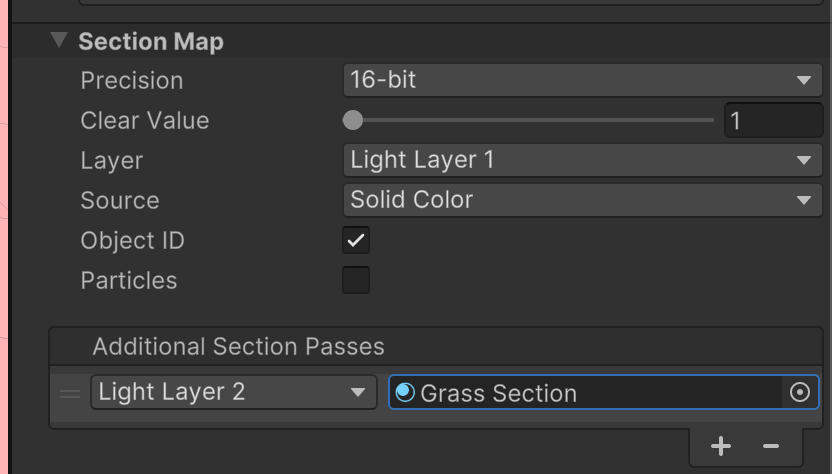 Section Map
Precision 16-bit
Clear Value 1
Layer Light Layer 1
Source Solid Color
Object ID
Particles
Additional Section Passes
Light Layer 2 Grass Section